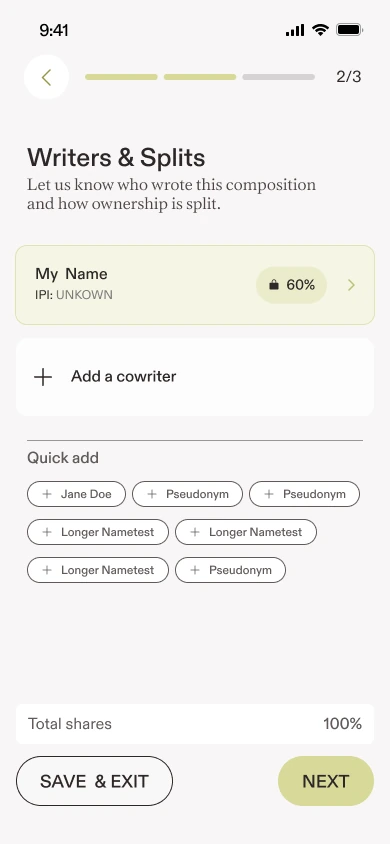 9:41
2/3
Writers & Splits
Let us know who wrote this composition
and how ownership is split.
My Name
60%
IPI: UNKOWN
Add a cowriter
Quick add
+ Jane Doe + Pseudonym + Pseudonym
+ Longer Nametest + Longer Nametest
+ Longer Nametest + Pseudonym
Total shares 100%
SAVE & EXIT NEXT